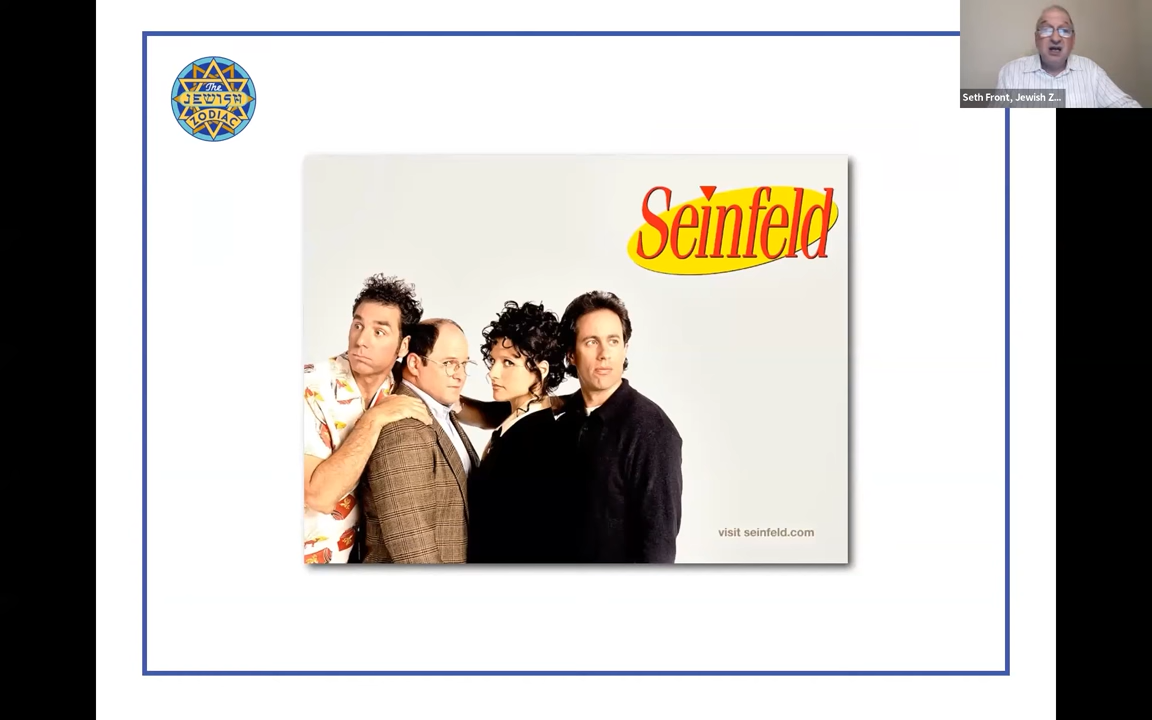 The
JEWISH
ZODIAC
Seth Front, Jewish Z...
Seinfeld
visit seinfeld.com